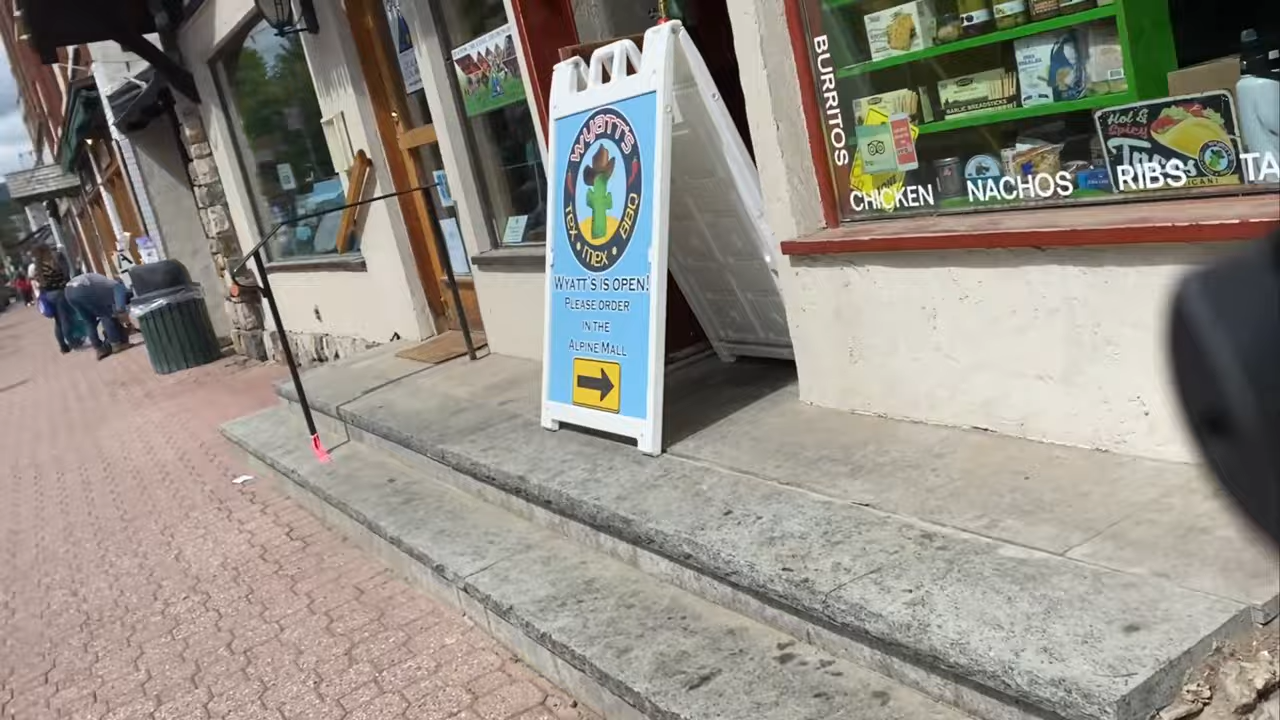 WYATT'S
TEX • MEX • BBQ
WYATT'S IS OPEN!
PLEASE ORDER
IN THE
ALPINE MALL
BURRITOS
CHICKEN
NACHOS
RIBS
TA
Hot &
Spicy
GARLIC BREADSTICKS